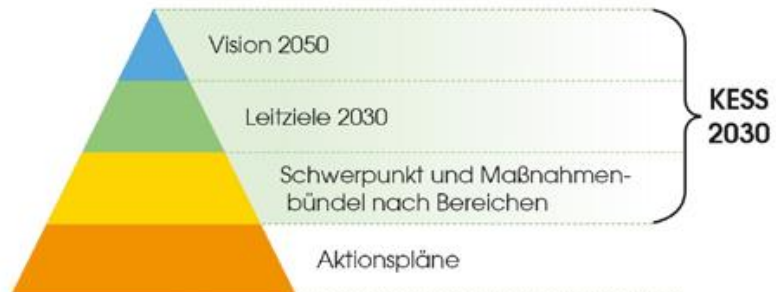 Vision 2050
Leitziele 2030
Schwerpunkt und Maßnahmen-
bündel nach Bereichen
Aktionspläne
KESS
2030